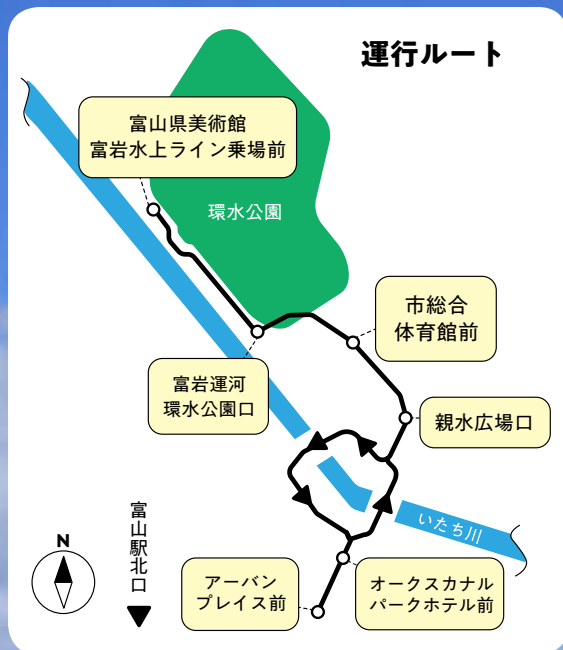 運行ルート
富山県美術館
富岩水上ライン乗場前
環水公園
市総合
体育館前
富岩運河
環水公園口
親水広場口
いたち川
富山駅北口
N
アーバン
プレイス前
オークスカナル
パークホテル前